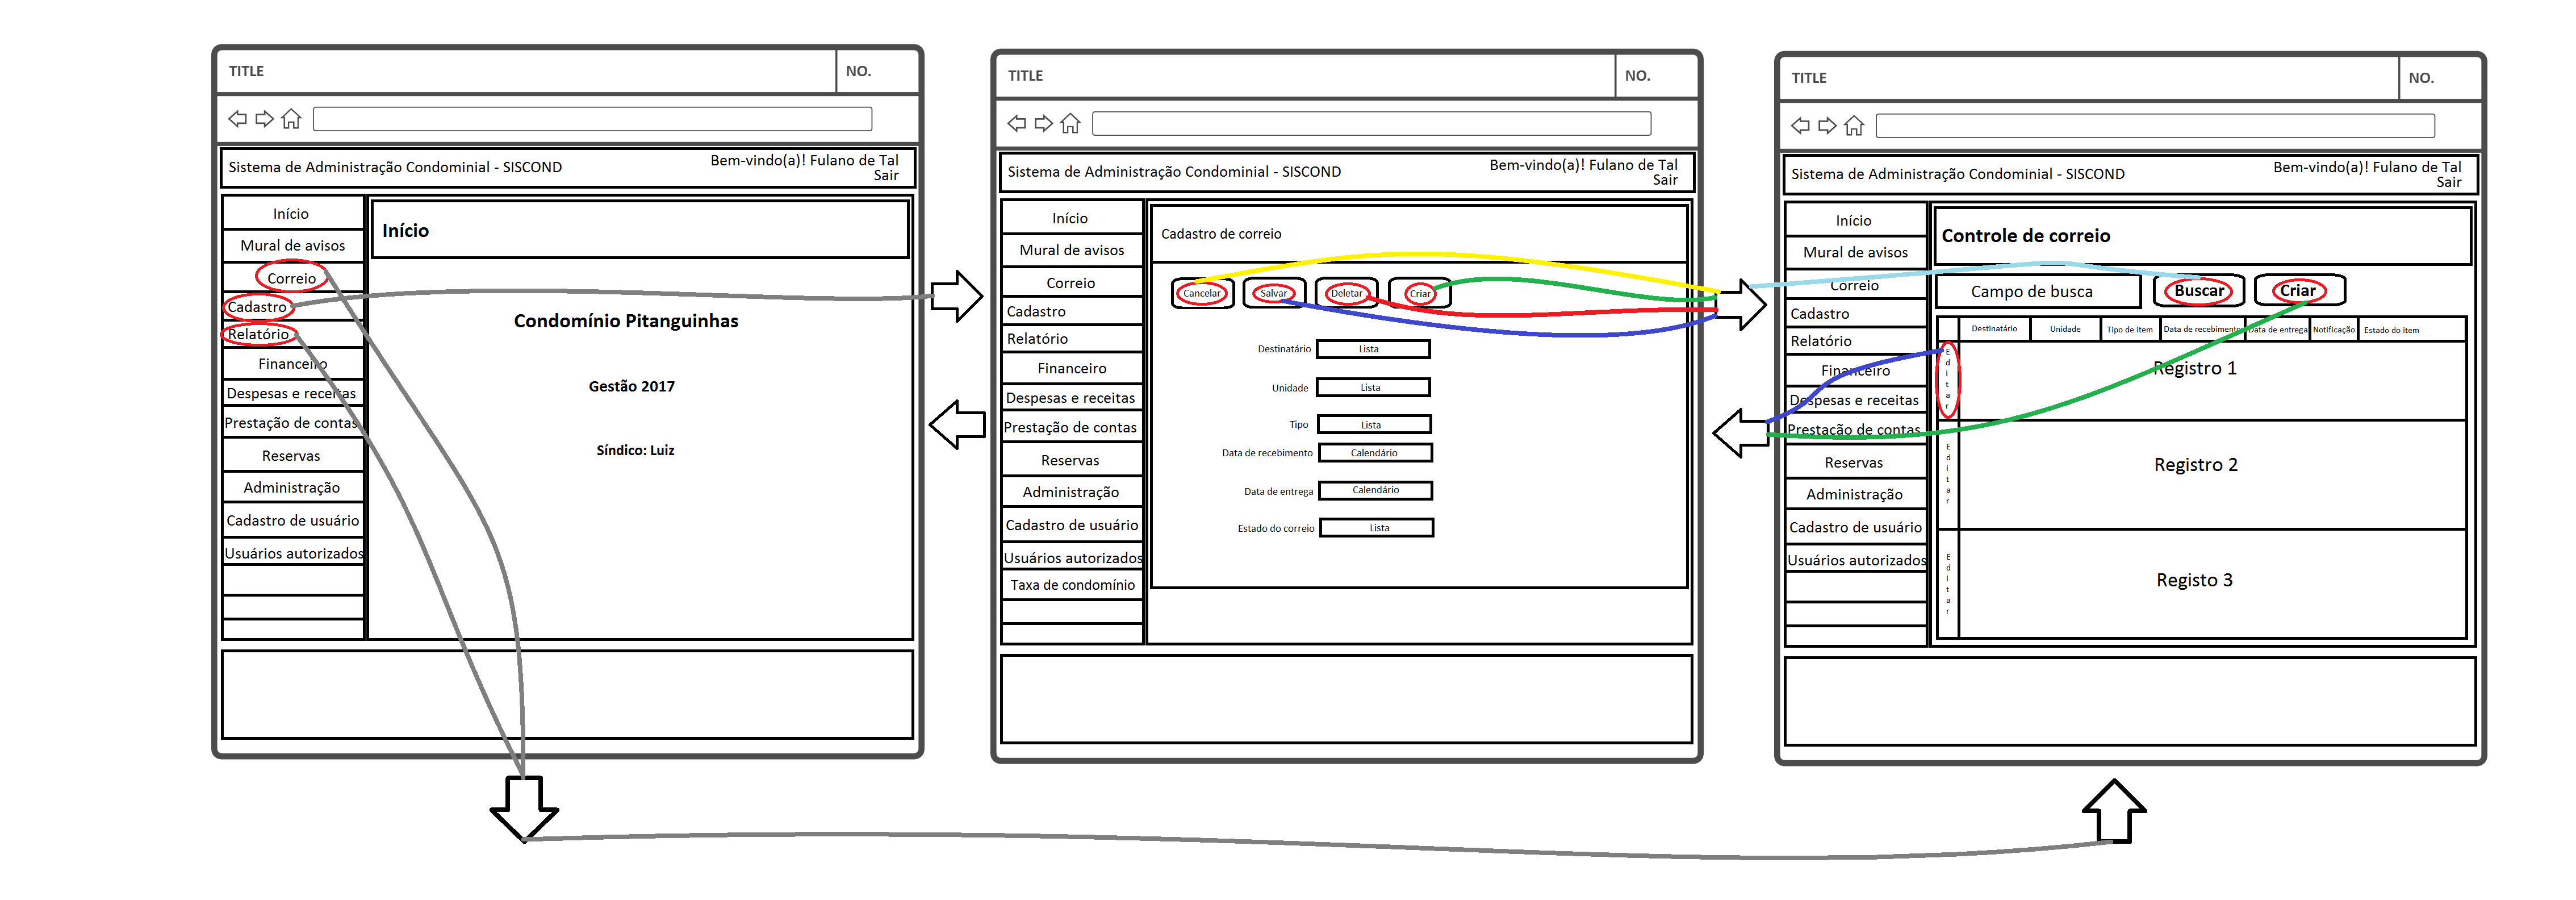 TITLE
NO.
Sistema de Administração Condominial - SISCOND
Bem-vindo(a)! Fulano de Tal
Sair
Início
Mural de avisos
Correio
Cadastro
Relatório
Financeiro
Despesas e receitas
Prestação de contas
Reservas
Administração
Cadastro de usuário
Usuários autorizados
Início
Condomínio Pitanguinhas
Gestão 2017
Síndico: Luiz
TITLE
NO.
Sistema de Administração Condominial - SISCOND
Bem-vindo(a)! Fulano de Tal
Sair
Início
Mural de avisos
Correio
Cadastro
Relatório
Financeiro
Despesas e receitas
Prestação de contas
Reservas
Administração
Cadastro de usuário
Usuários autorizados
Taxa de condomínio
Cadastro de correio
Cancelar Salvar Deletar Criar
Destinatário Lista
Unidade Lista
Tipo Lista
Data de recebimento Calendário
Data de entrega Calendário
Estado do correio Lista
TITLE
NO.
Sistema de Administração Condominial - SISCOND
Bem-vindo(a)! Fulano de Tal
Sair
Início
Mural de avisos
Correio
Cadastro
Relatório
Financeiro
Despesas e receitas
Prestação de contas
Reservas
Administração
Cadastro de usuário
Usuários autorizados
Controle de correio
Campo de busca Buscar Criar
Destinatário Unidade Tipo de item Data de recebimento Data de entrega Notificação Estado do item
Editar Registro 1
Editar Registro 2
Editar Registo 3